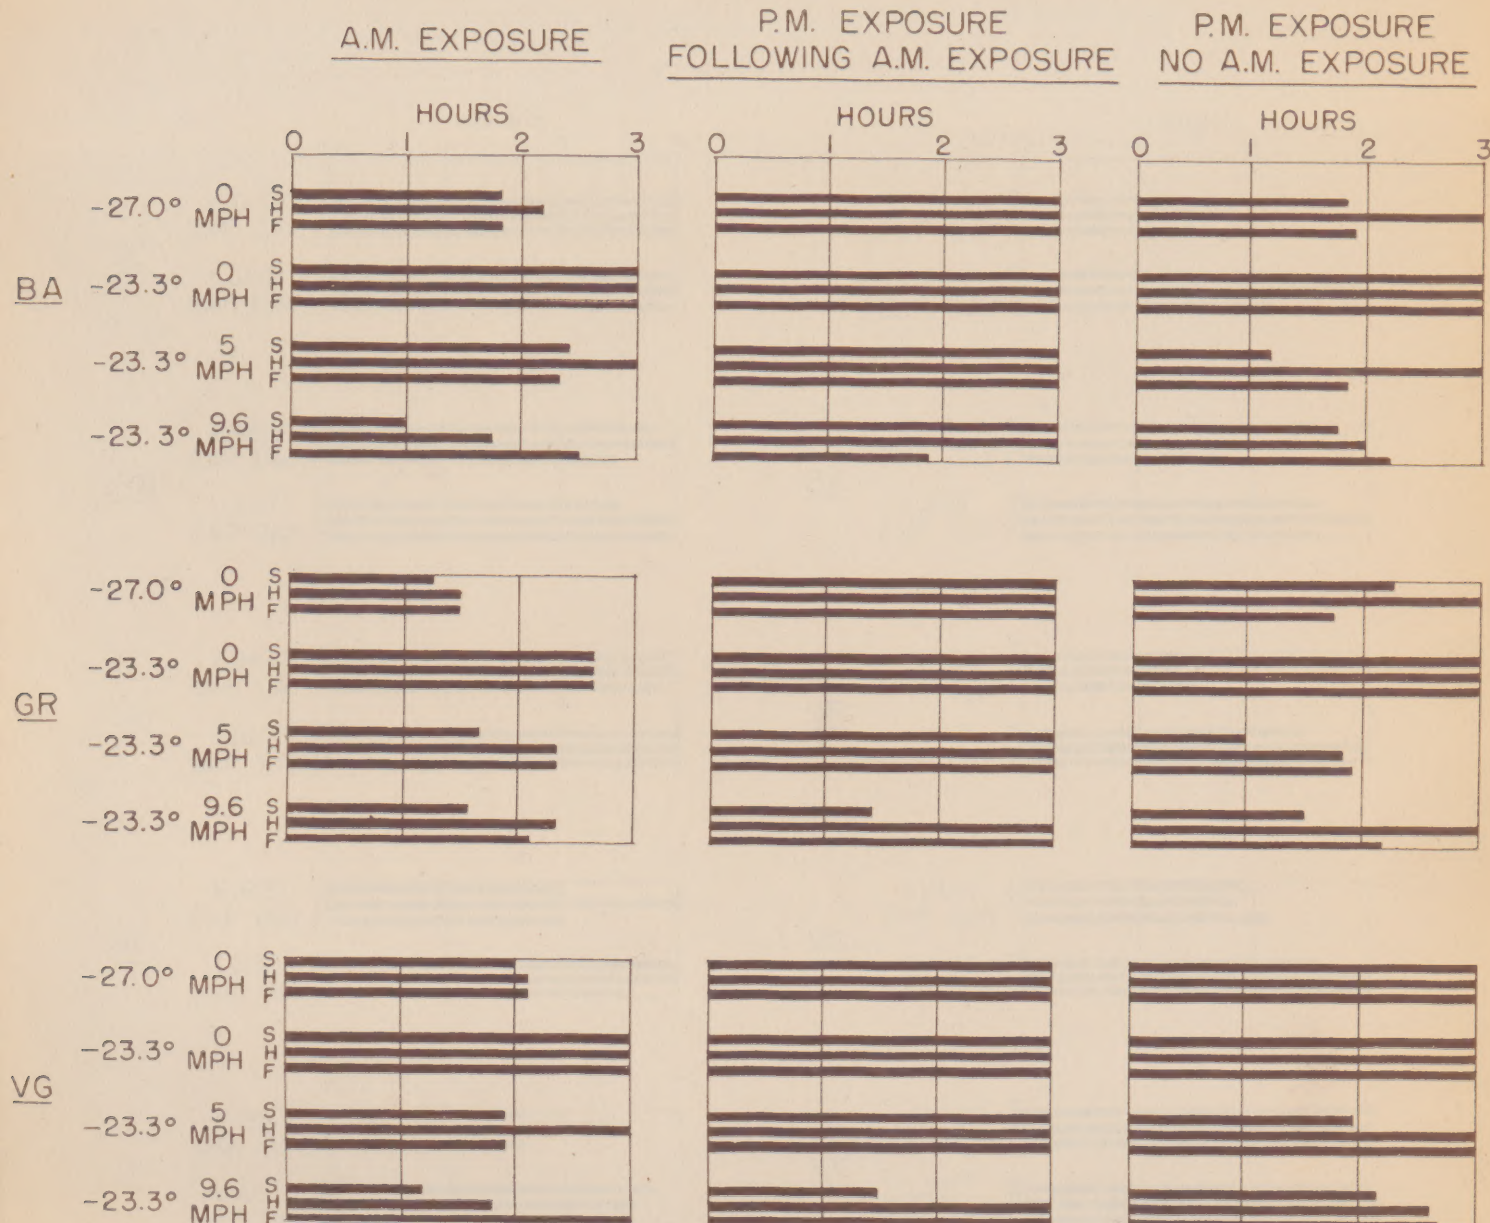 A.M. EXPOSURE
P.M. EXPOSURE
FOLLOWING A.M. EXPOSURE
P.M. EXPOSURE
NO A.M. EXPOSURE
HOURS
0 1 2 3
HOURS
0 1 2 3
HOURS
0 1 2 3
BA
-27.0° 0 MPH S H F
-23.3° 0 MPH S H F
-23.3° 5 MPH S H F
-23.3° 9.6 MPH S H F
GR
-27.0° 0 MPH S H F
-23.3° 0 MPH S H F
-23.3° 5 MPH S H F
-23.3° 9.6 MPH S H F
VG
-27.0° 0 MPH S H F
-23.3° 0 MPH S H F
-23.3° 5 MPH S H F
-23.3° 9.6 MPH S H F